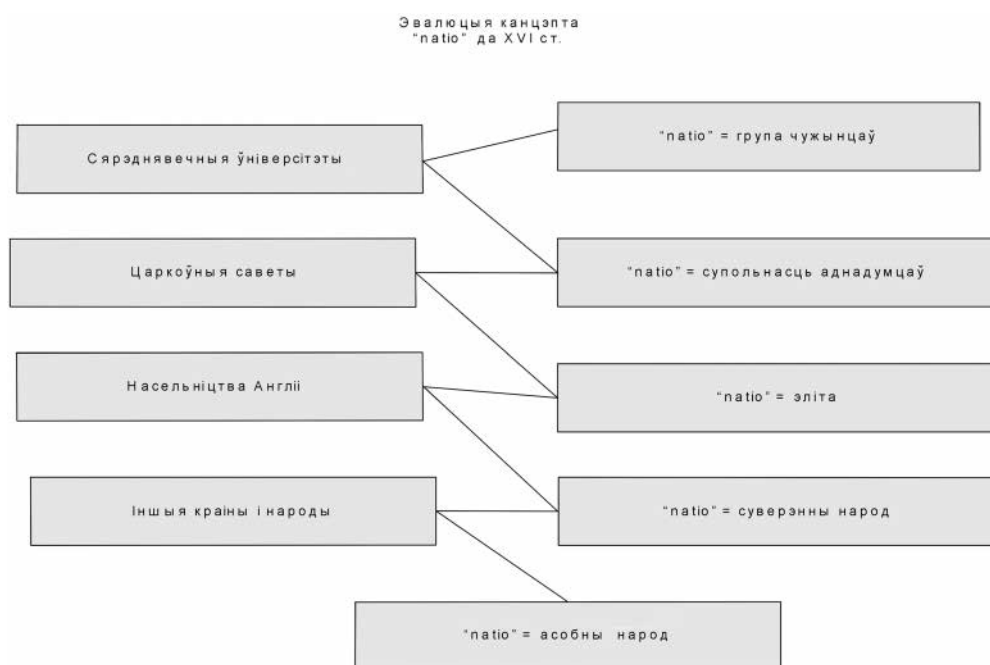 Эвалюцыя канцэпта
“natio” да XVI ст.
“natio” = група чужынцаў
Сярэднявечныя ўніверсітэты
Царкоўныя саветы
“natio” = супольнасць аднадумцаў
Насельніцтва Англіі
“natio” = эліта
Іншыя краіны і народы
“natio” = суверэнны народ
“natio” = асобны народ